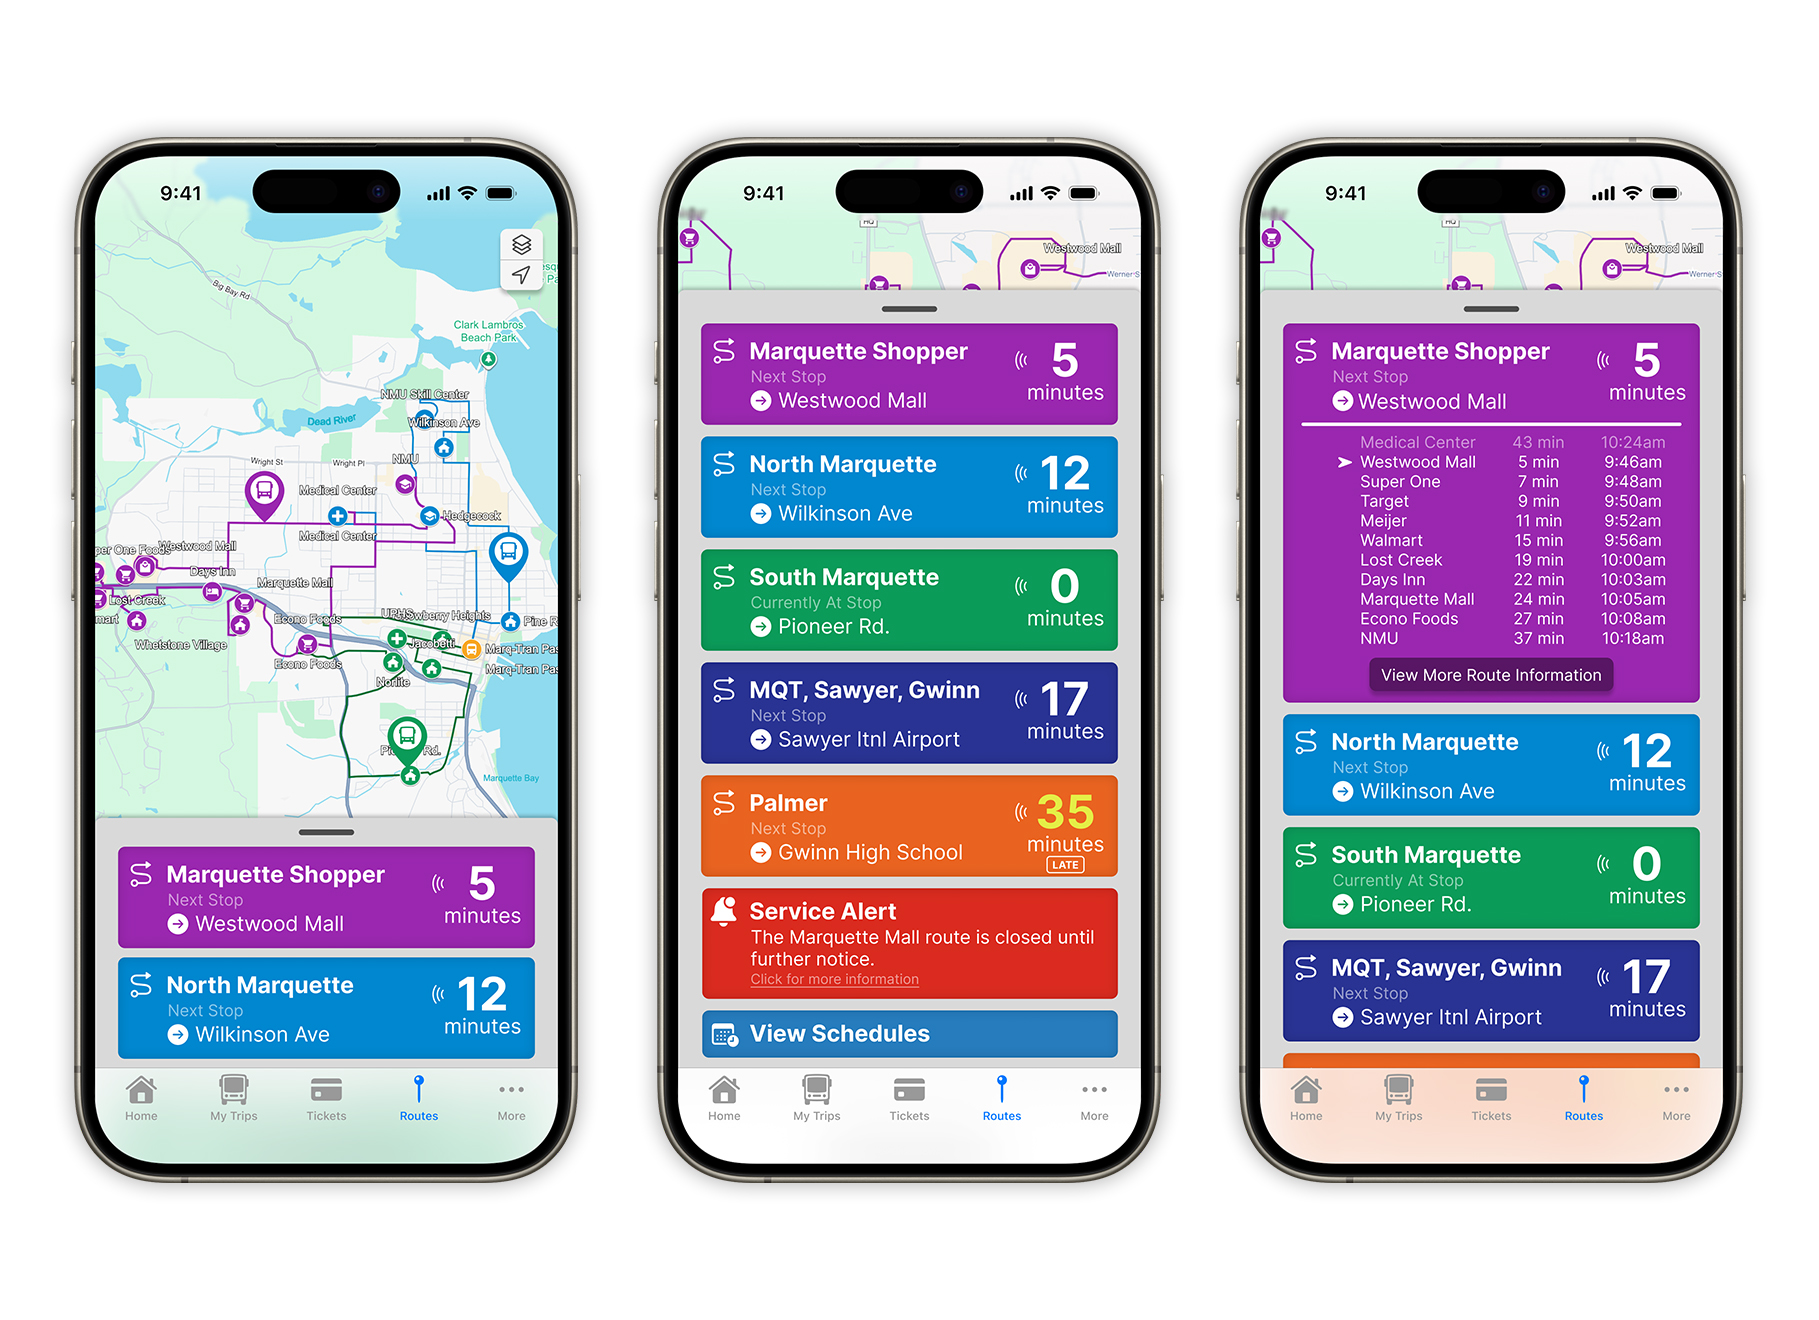 9:41
esq
Pa
Big Bay Rd
Clark Lambros
Beach Park
NMU Skill Center
Dead River
Wilkinson Ave
Wright St
Wright Pl
NMU
Medical Center
Hedgecock
Medical Center
per One Foods
Westwood Mall
Days Inn
Marquette Mall
Lost Creek
mart
Econo Foods
UPHS
wberry Heights
Pine R
Whetstone Village
Jacobetti
Marq-Tran Pas
Econo Foods
Marq-Tran Pas
Norlite
Pi
Rd.
Marquette Bay
Marquette Shopper
Next Stop
Westwood Mall
5
minutes
North Marquette
Next Stop
Wilkinson Ave
12
minutes
Home
My Trips
Tickets
Routes
More
9:41
HQ
Westwood Mall
Werner S
Marquette Shopper
Next Stop
Westwood Mall
5
minutes
North Marquette
Next Stop
Wilkinson Ave
12
minutes
South Marquette
Currently At Stop
Pioneer Rd.
0
minutes
MQT, Sawyer, Gwinn
Next Stop
Sawyer Itnl Airport
17
minutes
Palmer
Next Stop
Gwinn High School
35
minutes
LATE
Service Alert
The Marquette Mall route is closed until
further notice.
Click for more information
View Schedules
Home
My Trips
Tickets
Routes
More
9:41
HQ
Westwood Mall
Werner S
Marquette Shopper
Next Stop
Westwood Mall
5
minutes
Medical Center 43 min 10:24am
Westwood Mall 5 min 9:46am
Super One 7 min 9:48am
Target 9 min 9:50am
Meijer 11 min 9:52am
Walmart 15 min 9:56am
Lost Creek 19 min 10:00am
Days Inn 22 min 10:03am
Marquette Mall 24 min 10:05am
Econo Foods 27 min 10:08am
NMU 37 min 10:18am
View More Route Information
North Marquette
Next Stop
Wilkinson Ave
12
minutes
South Marquette
Currently At Stop
Pioneer Rd.
0
minutes
MQT, Sawyer, Gwinn
Next Stop
Sawyer Itnl Airport
17
minutes
Home
My Trips
Tickets
Routes
More